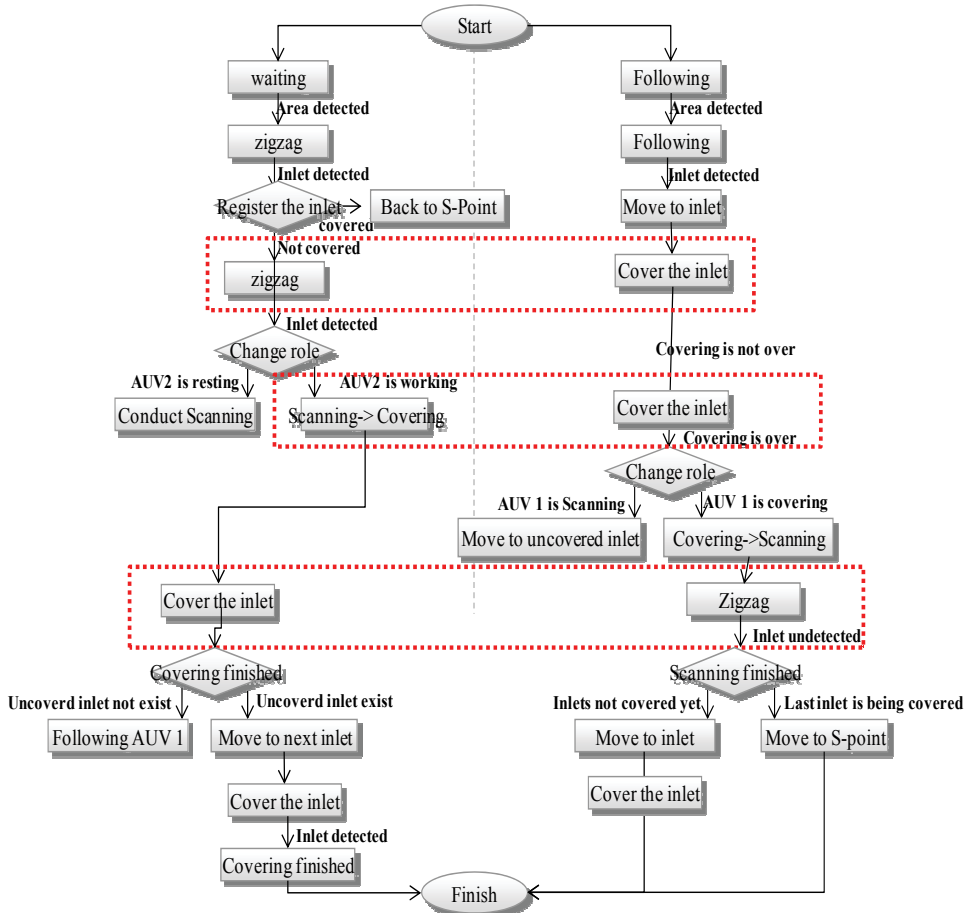 Start
waiting
Following
Area detected
Area detected
zigzag
Following
Inlet detected
Inlet detected
Register the inlet
Back to S-Point
Move to inlet
covered
Not covered
zigzag
Cover the inlet
Inlet detected
Change role
Covering is not over
AUV2 is resting
AUV2 is working
Conduct Scanning
Scanning-> Covering
Cover the inlet
Covering is over
Change role
AUV 1 is Scanning
AUV 1 is covering
Move to uncovered inlet
Covering->Scanning
Cover the inlet
Zigzag
Inlet undetected
Covering finished
Scanning finished
Uncoverd inlet not exist
Uncoverd inlet exist
Inlets not covered yet
Last inlet is being covered
Following AUV 1
Move to next inlet
Move to inlet
Move to S-point
Cover the inlet
Cover the inlet
Inlet detected
Covering finished
Finish